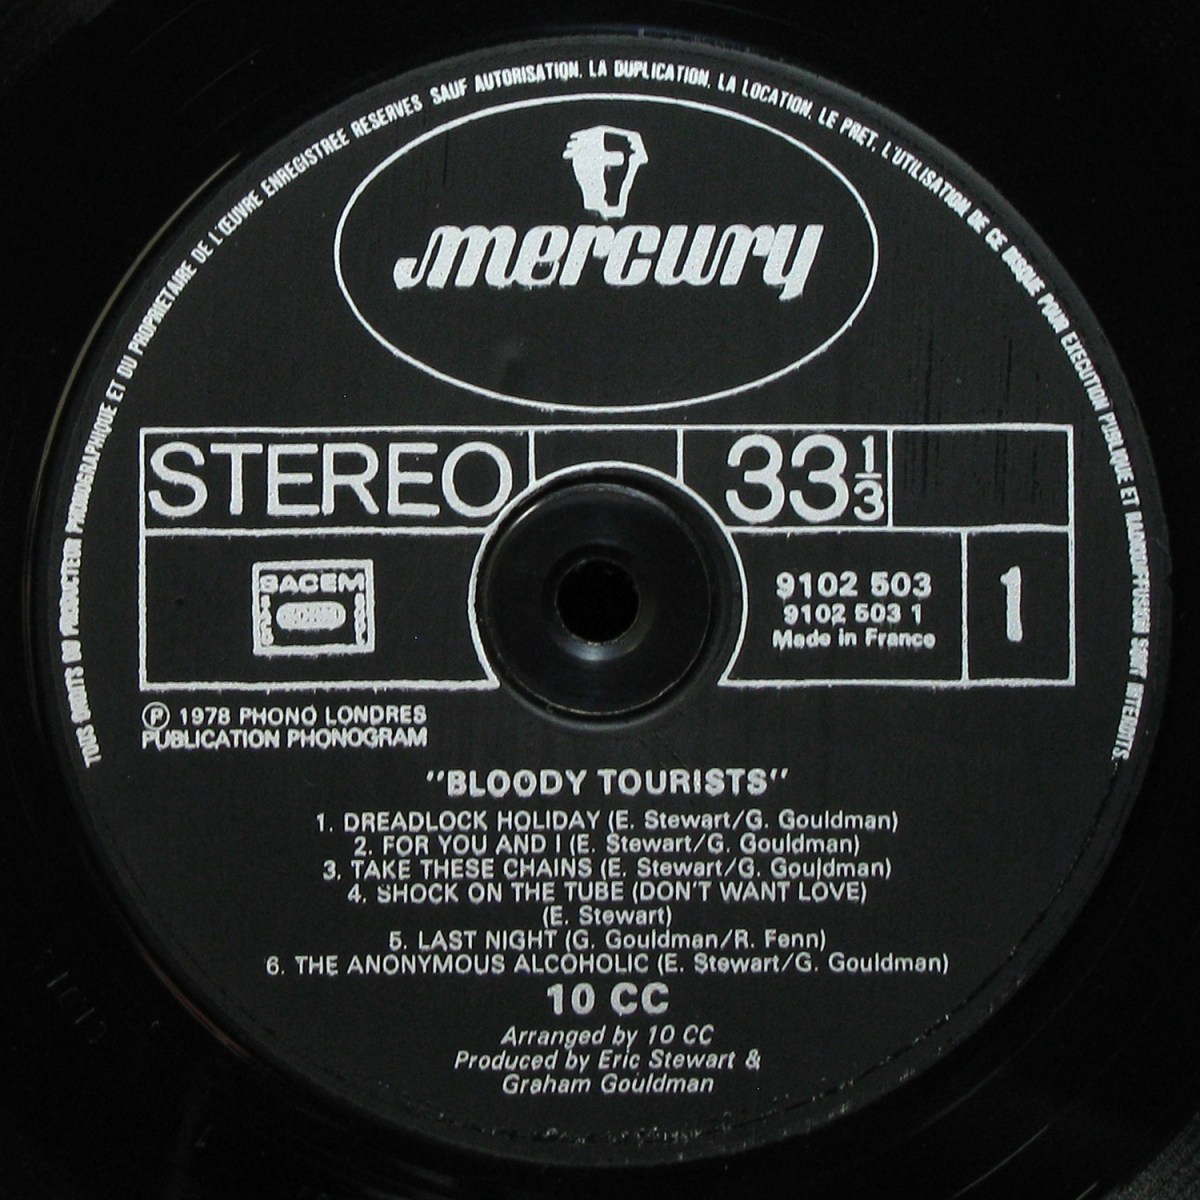 TOUS DROITS DU PRODUCTEUR PHONOGRAPHIQUE ET DU PROPRIETAIRE DE L'ŒUVRE ENREGISTREE RESERVES SAUF AUTORISATION. LA DUPLICATION, LA LOCATION, LE PRET, L'UTILISATION DE CE DISQUE POUR EXECUTION PUBLIQUE ET RADIODIFFUSION SONT INTERDITS.
mercury
STEREO
33 1/3
SACEM
9102 503
9102 503 1
Made in France
1
Ⓟ 1978 PHONO LONDRES
PUBLICATION PHONOGRAM
"BLOODY TOURISTS"
1. DREADLOCK HOLIDAY (E. Stewart/G. Gouldman)
2. FOR YOU AND I (E. Stewart/G. Gouldman)
3. TAKE THESE CHAINS (E. Stewart/G. Gouldman)
4. SHOCK ON THE TUBE (DON'T WANT LOVE)
(E. Stewart)
5. LAST NIGHT (G. Gouldman/R. Fenn)
6. THE ANONYMOUS ALCOHOLIC (E. Stewart/G. Gouldman)
10 CC
Arranged by 10 CC
Produced by Eric Stewart &
Graham Gouldman